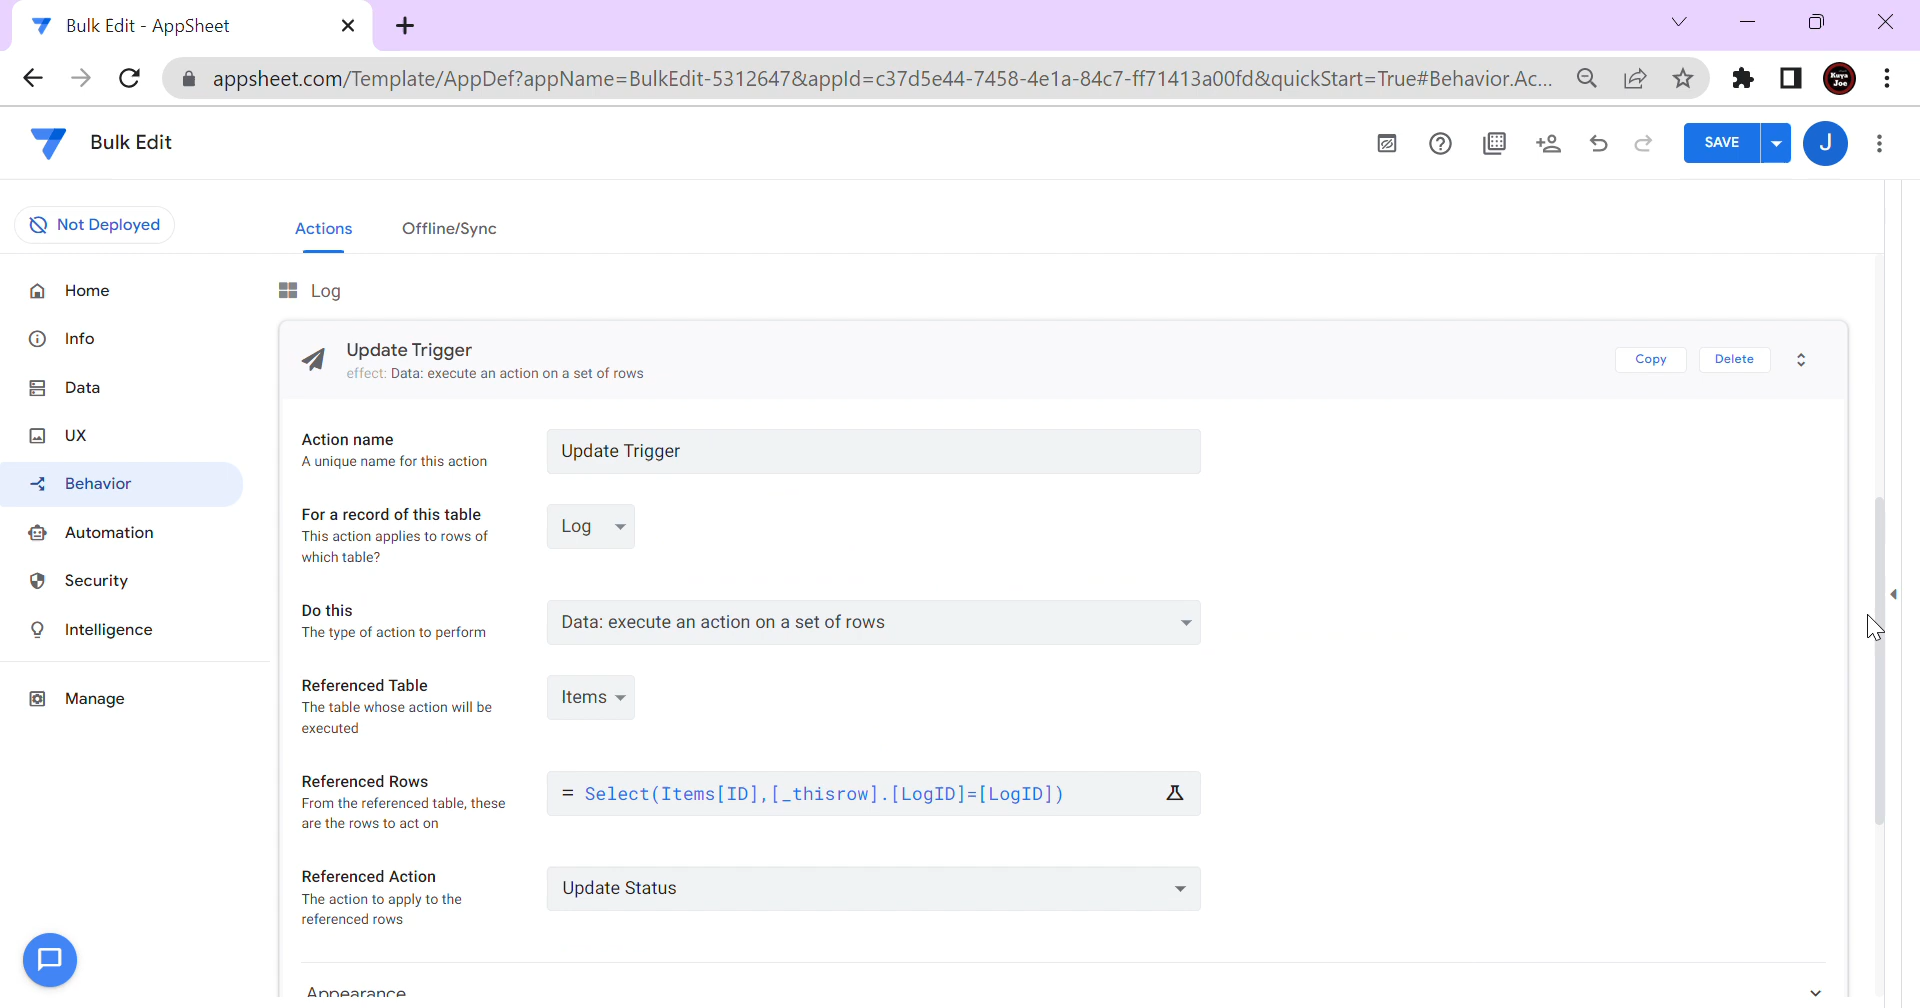 Bulk Edit - AppSheet
appsheet.com/Template/AppDef?appName=BulkEdit-5312647&appId=c37d5e44-7458-4e1a-84c7-ff71413a00fd&quickStart=True#Behavior.Ac...
Kuya
Joe
Bulk Edit
SAVE
J
Not Deployed
Actions
Offline/Sync
Home
Info
Data
UX
Behavior
Automation
Security
Intelligence
Manage
Log
Update Trigger
effect: Data: execute an action on a set of rows
Copy
Delete
Action name
A unique name for this action
Update Trigger
For a record of this table
This action applies to rows of
which table?
Log
Do this
The type of action to perform
Data: execute an action on a set of rows
Referenced Table
The table whose action will be
executed
Items
Referenced Rows
From the referenced table, these
are the rows to act on
= Select(Items[ID],[_thisrow].[LogID]=[LogID])
Referenced Action
The action to apply to the
referenced rows
Update Status
Appearance